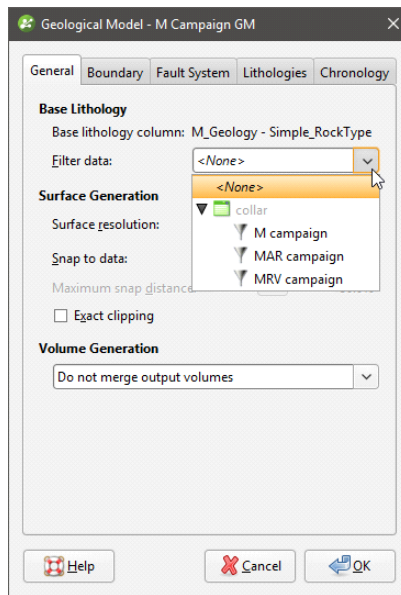 Geological Model - M Campaign GM
General Boundary Fault System Lithologies Chronology
Base Lithology
Base lithology column: M_Geology - Simple_RockType
Filter data: <None>
<None>
Surface Generation
collar
Surface resolution:
M campaign
Snap to data:
MAR campaign
Maximum snap distance
MRV campaign
Exact clipping
Volume Generation
Do not merge output volumes
Help Cancel OK